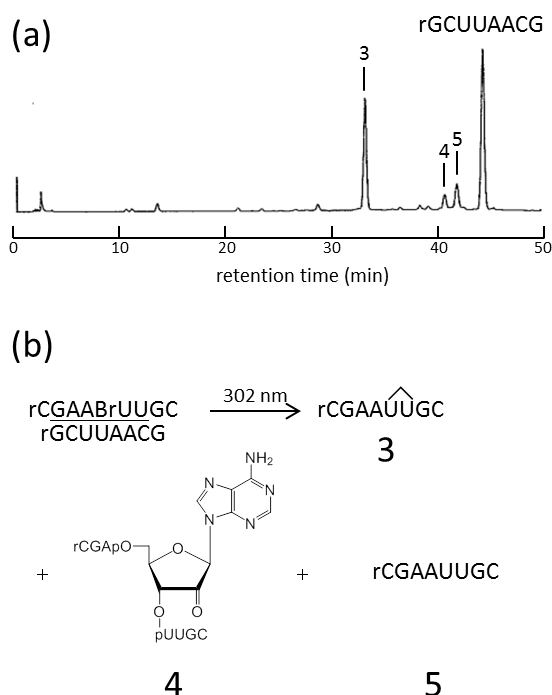 (a)
rGCUUAACG
3
4
5
0 10 20 30 40 50
retention time (min)
(b)
302 nm
rCGAABrUUGC
rGCUUAACG
rCGAAUUGC
3
NH2
N
N
N
N
rCGApO
O
+
+
rCGAAUUGC
O
O
pUUGC
4
5